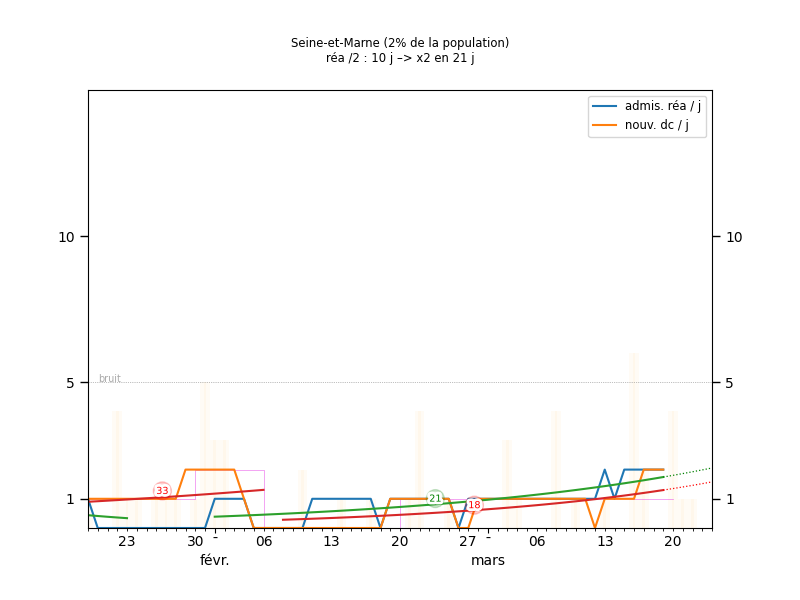 Seine-et-Marne (2% de la population)
réa /2 : 10 j –> x2 en 21 j
admis. réa / j
nouv. dc / j
10 10
bruit
5 5
33
21
18
1 1
23 30 - 06 13 20 27 - 06 13 20
févr. mars